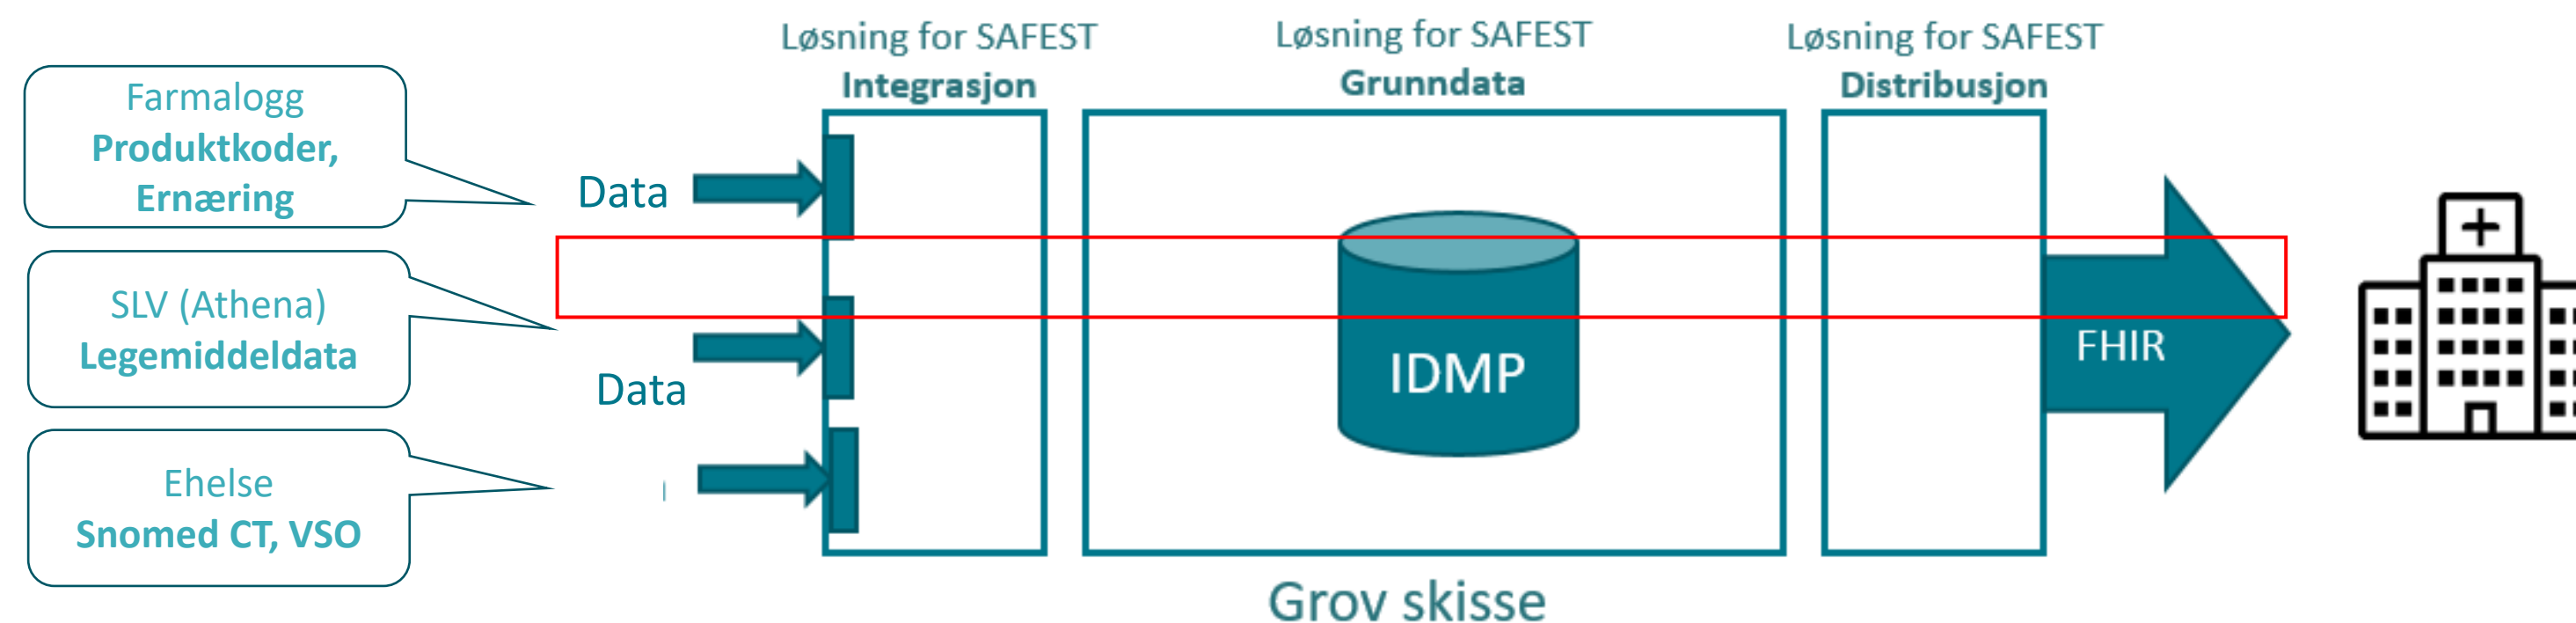 Farmalogg
Produktkoder,
Ernæring
SLV (Athena)
Legemiddeldata
Ehelse
Snomed CT, VSO
Data
Data
Løsning for SAFEST
Integrasjon
Løsning for SAFEST
Grunndata
IDMP
Løsning for SAFEST
Distribusjon
FHIR
Grov skisse